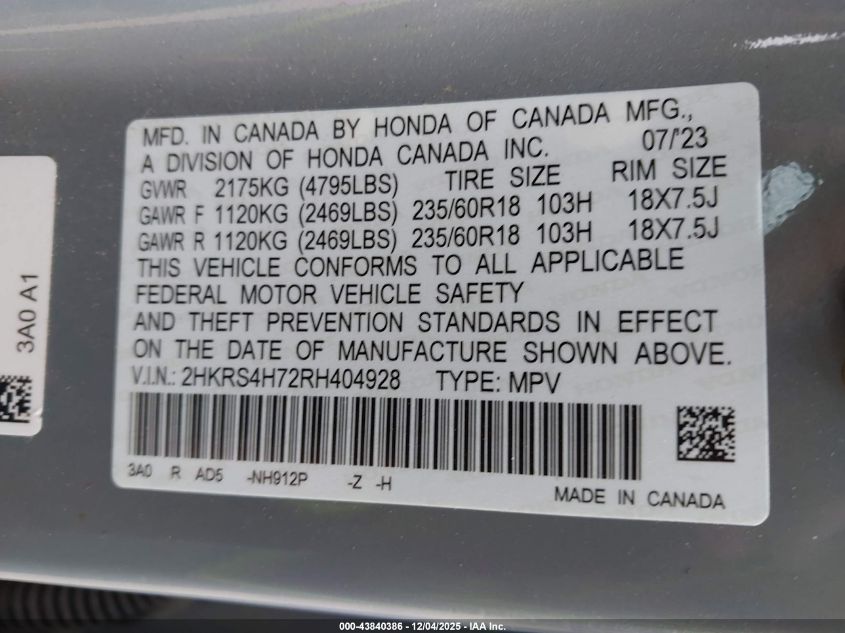 MFD. IN CANADA BY HONDA OF CANADA MFG.,
A DIVISION OF HONDA CANADA INC. 07/'23
GVWR 2175KG (4795LBS) TIRE SIZE RIM SIZE
GAWR F 1120KG (2469LBS) 235/60R18 103H 18X7.5J
GAWR R 1120KG (2469LBS) 235/60R18 103H 18X7.5J
THIS VEHICLE CONFORMS TO ALL APPLICABLE
FEDERAL MOTOR VEHICLE SAFETY
AND THEFT PREVENTION STANDARDS IN EFFECT
ON THE DATE OF MANUFACTURE SHOWN ABOVE.
V.I.N.: 2HKRS4H72RH404928 TYPE: MPV
3A0 R AD5 -NH912P -Z -H
MADE IN CANADA
3A0 A1
000-43840386 - 12/04/2025 - IAA Inc.